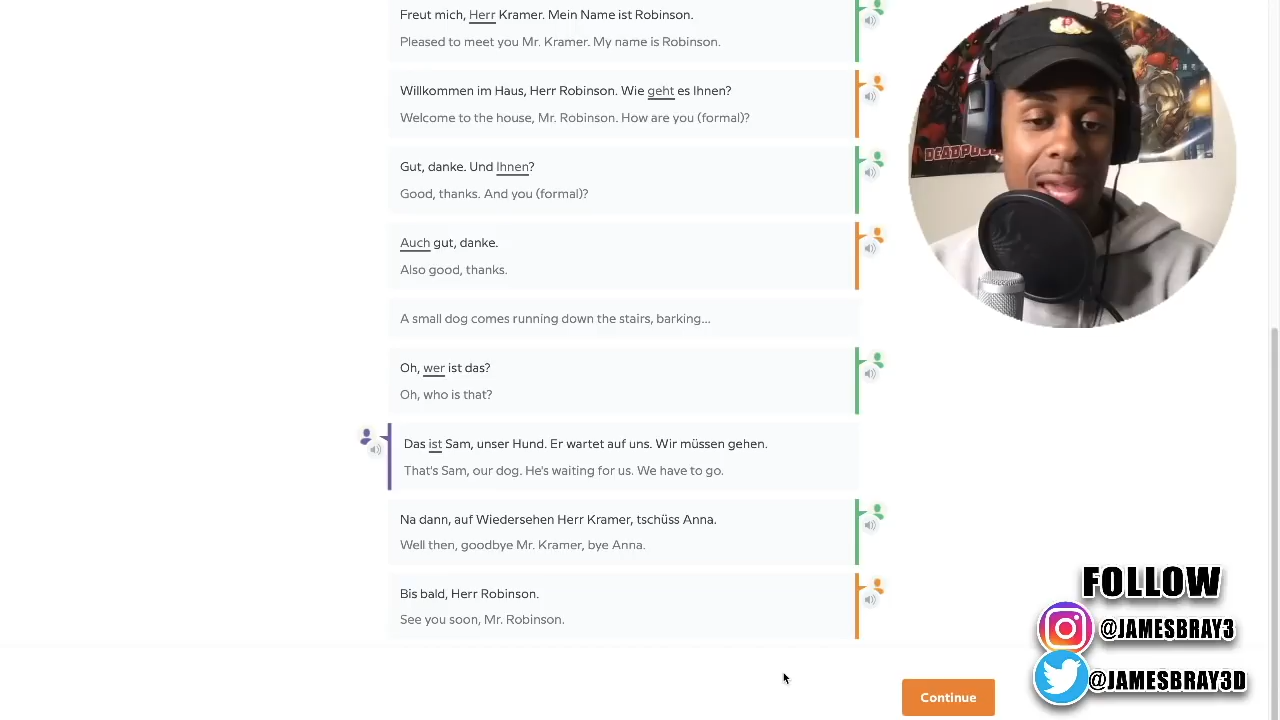 Freut mich, Herr Kramer. Mein Name ist Robinson.
Pleased to meet you Mr. Kramer. My name is Robinson.
Willkommen im Haus, Herr Robinson. Wie geht es Ihnen?
Welcome to the house, Mr. Robinson. How are you (formal)?
Gut, danke. Und Ihnen?
Good, thanks. And you (formal)?
Auch gut, danke.
Also good, thanks.
A small dog comes running down the stairs, barking...
Oh, wer ist das?
Oh, who is that?
Das ist Sam, unser Hund. Er wartet auf uns. Wir müssen gehen.
That's Sam, our dog. He's waiting for us. We have to go.
Na dann, auf Wiedersehen Herr Kramer, tschüss Anna.
Well then, goodbye Mr. Kramer, bye Anna.
Bis bald, Herr Robinson.
See you soon, Mr. Robinson.
Continue
DEADPOOL
FOLLOW
@JAMESBRAY3
@JAMESBRAY3D